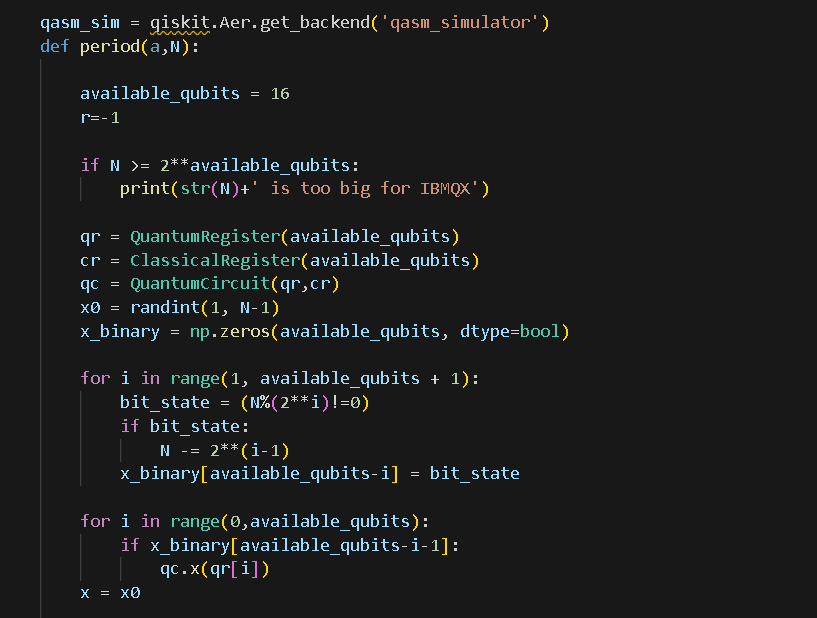 qasm_sim = qiskit.Aer.get_backend('qasm_simulator')
def period(a,N):
    available_qubits = 16
    r=-1
    if N >= 2**available_qubits:
        print(str(N)+' is too big for IBMQX')
    qr = QuantumRegister(available_qubits)
    cr = ClassicalRegister(available_qubits)
    qc = QuantumCircuit(qr,cr)
    x0 = randint(1, N-1)
    x_binary = np.zeros(available_qubits, dtype=bool)
    for i in range(1, available_qubits + 1):
        bit_state = (N%(2**i)!=0)
        if bit_state:
            N -= 2**(i-1)
        x_binary[available_qubits-i] = bit_state
    for i in range(0,available_qubits):
        if x_binary[available_qubits-i-1]:
            qc.x(qr[i])
    x = x0